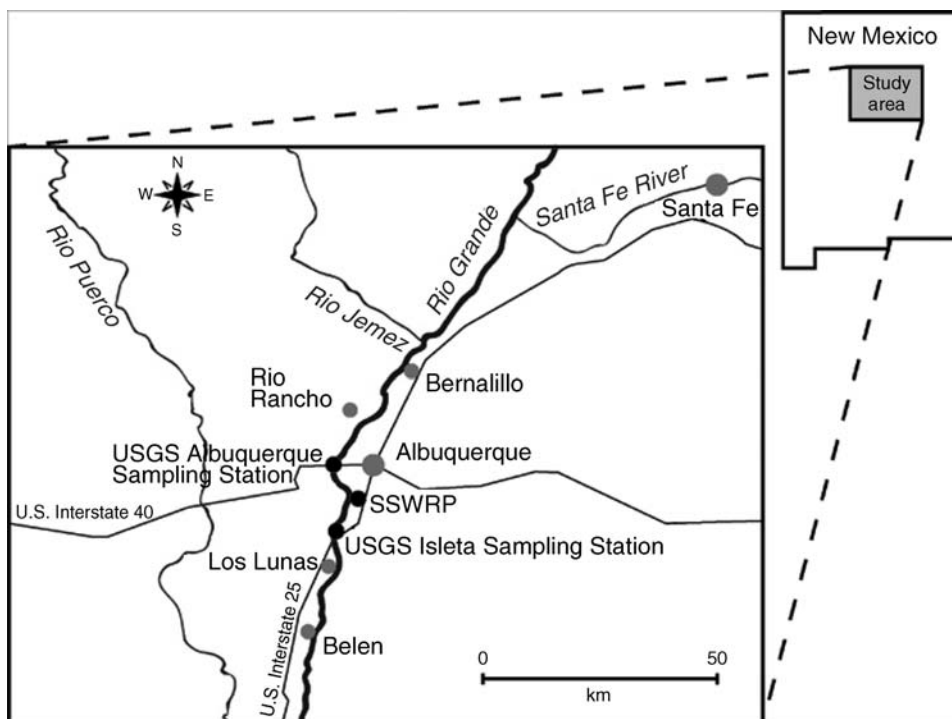 New Mexico
Study
area
N
W
E
S
Santa Fe River
Santa Fe
Rio Puerco
Rio Grande
Rio Jemez
Bernalillo
Rio
Rancho
USGS Albuquerque
Sampling Station
Albuquerque
U.S. Interstate 40
SSWRP
USGS Isleta Sampling Station
Los Lunas
U.S. Interstate 25
Belen
0
50
km